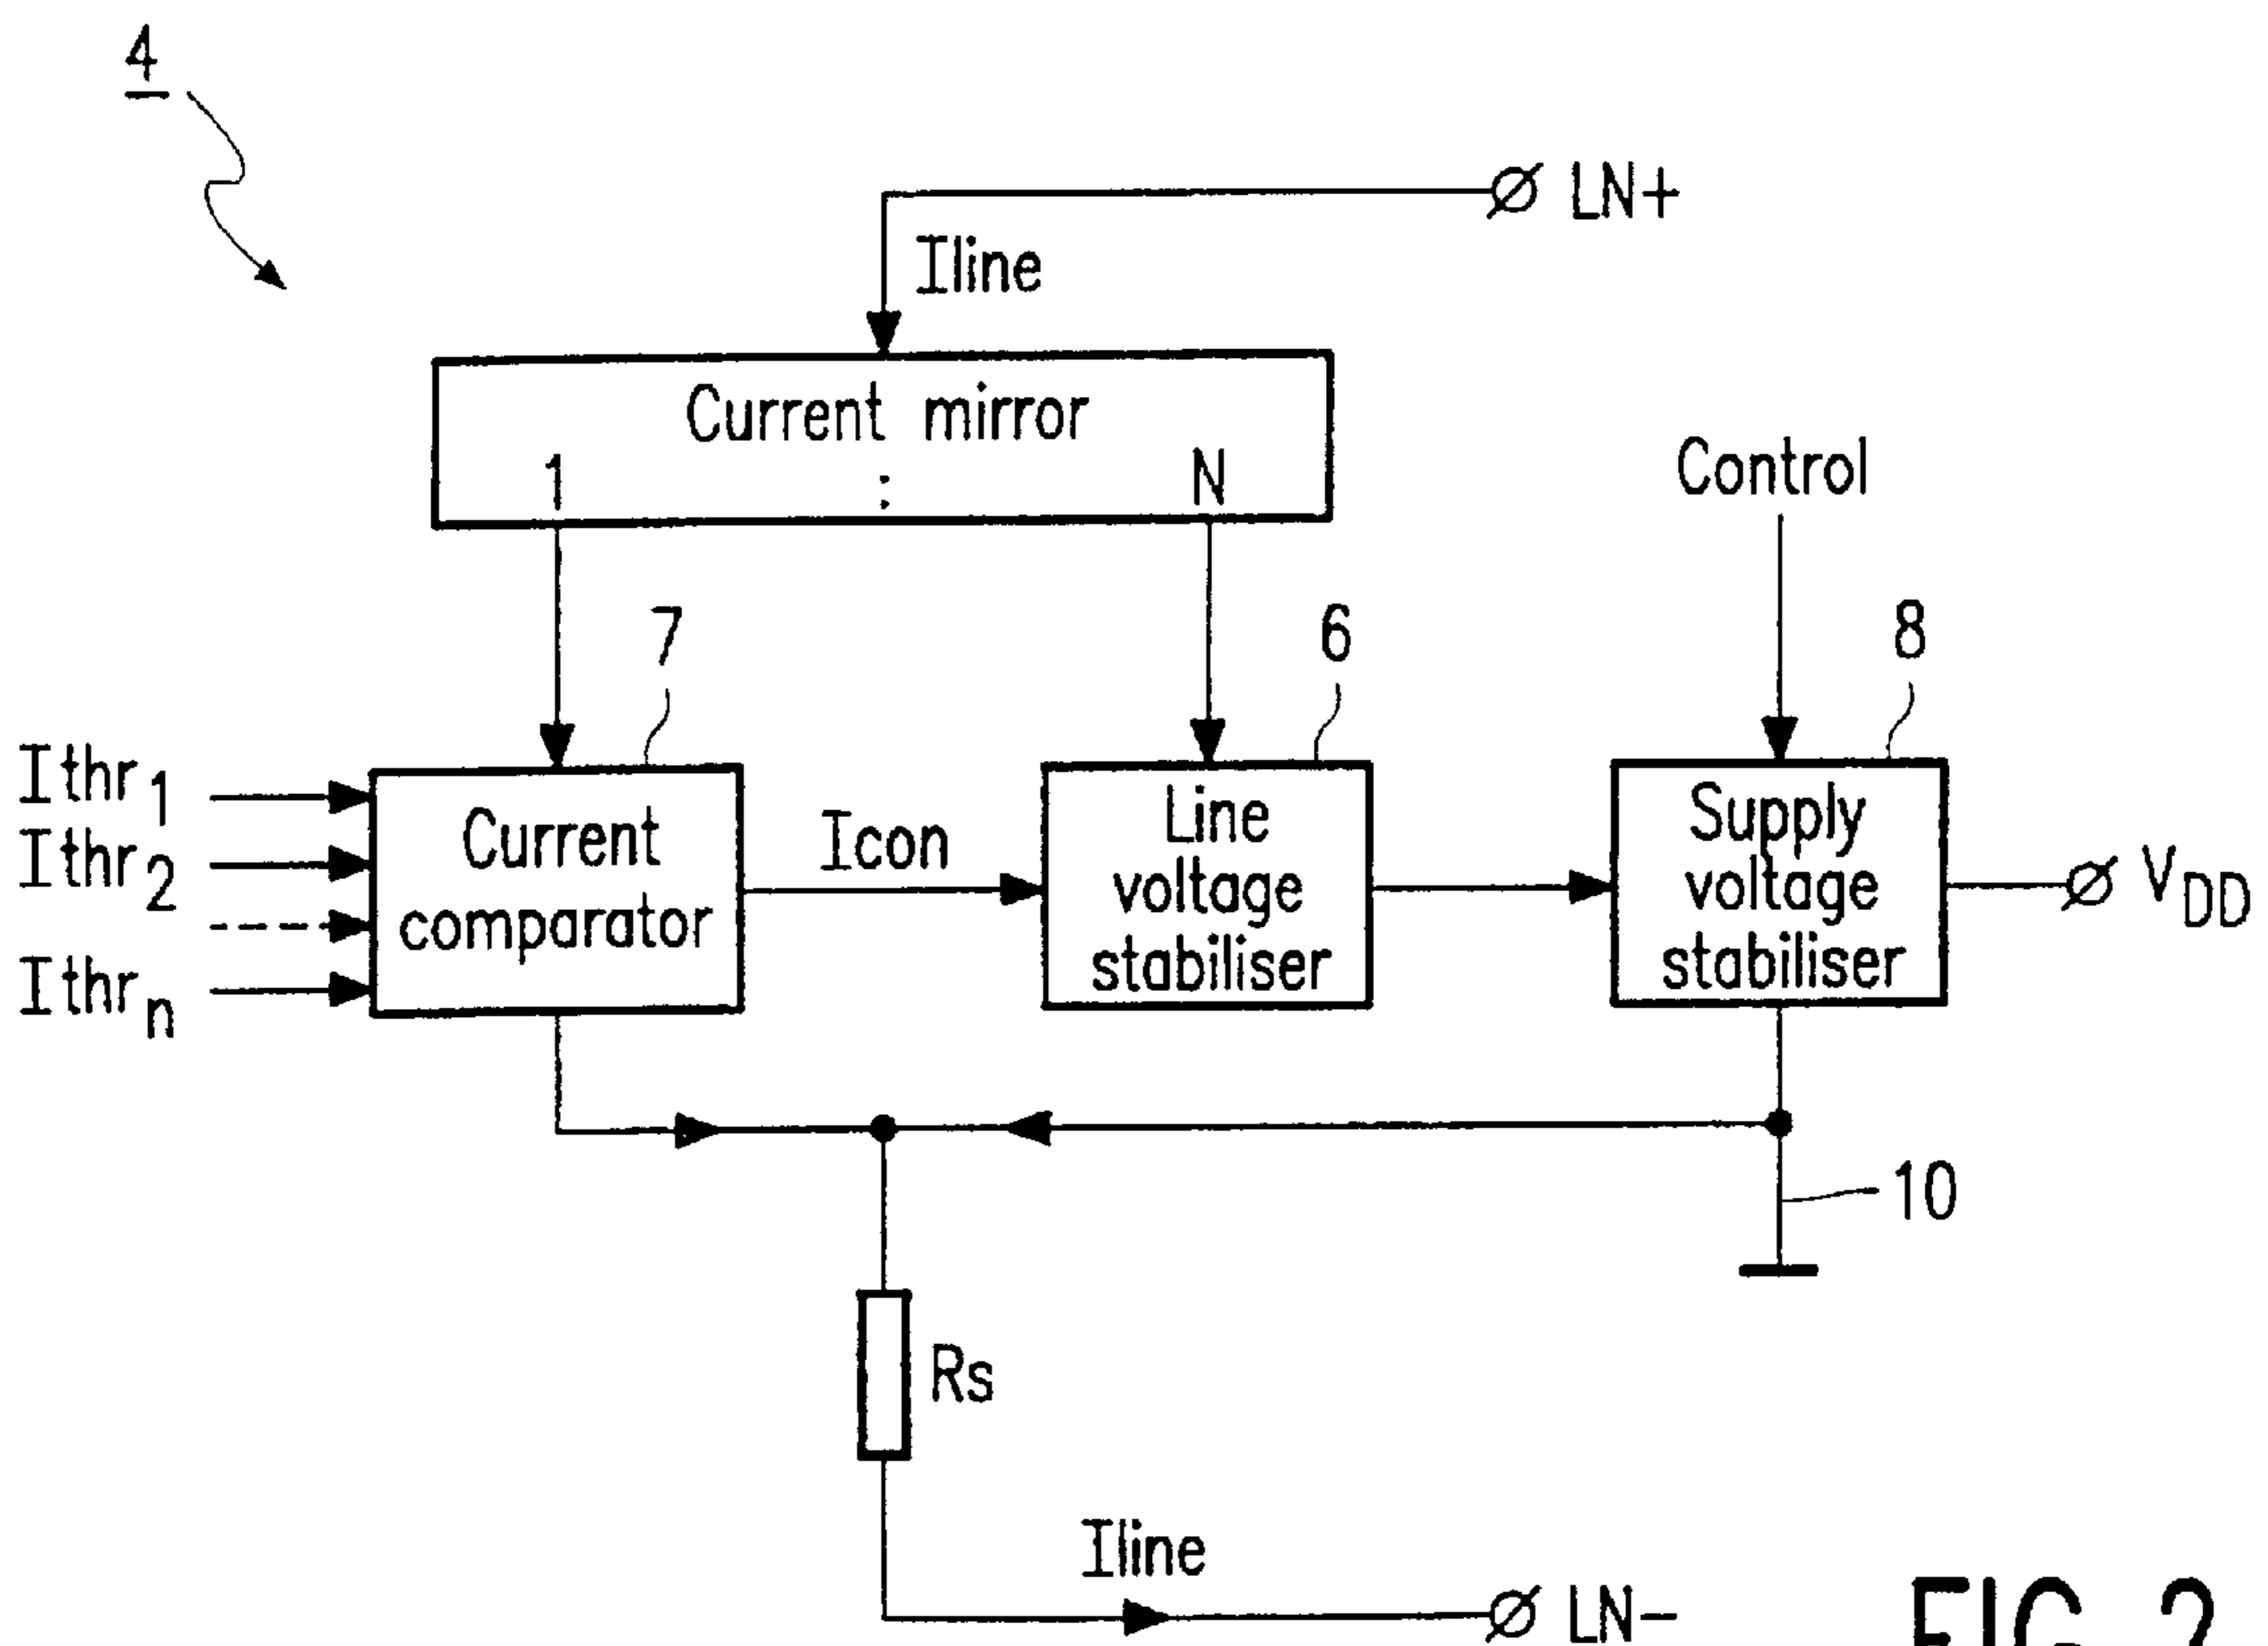 4
LN+
Iline
Current mirror
1 : N
Control
7
6
8
Ithr1
Ithr2
Ithrn
Current
comparator
Icon
Line
voltage
stabiliser
Supply
voltage
stabiliser
VDD
10
Rs
Iline
LN-
FIG. 2